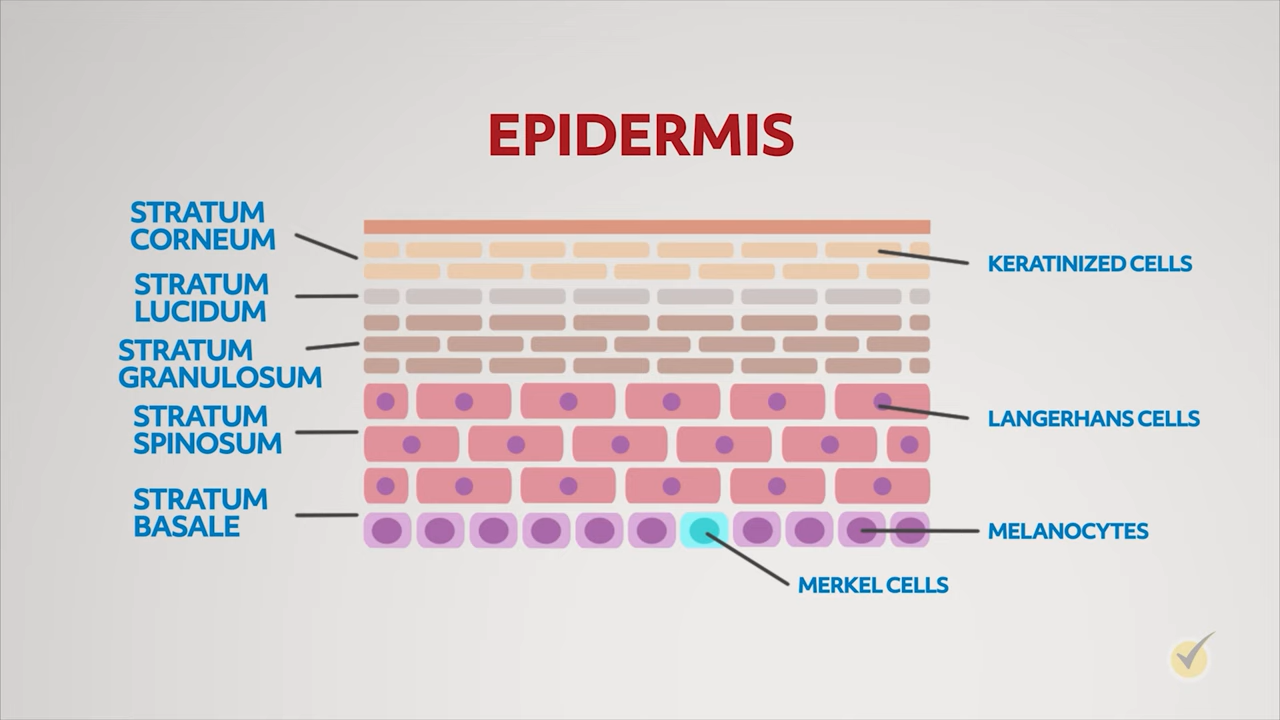 EPIDERMIS
STRATUM
CORNEUM
STRATUM
LUCIDUM
STRATUM
GRANULOSUM
STRATUM
SPINOSUM
STRATUM
BASALE
KERATINIZED CELLS
LANGERHANS CELLS
MELANOCYTES
MERKEL CELLS